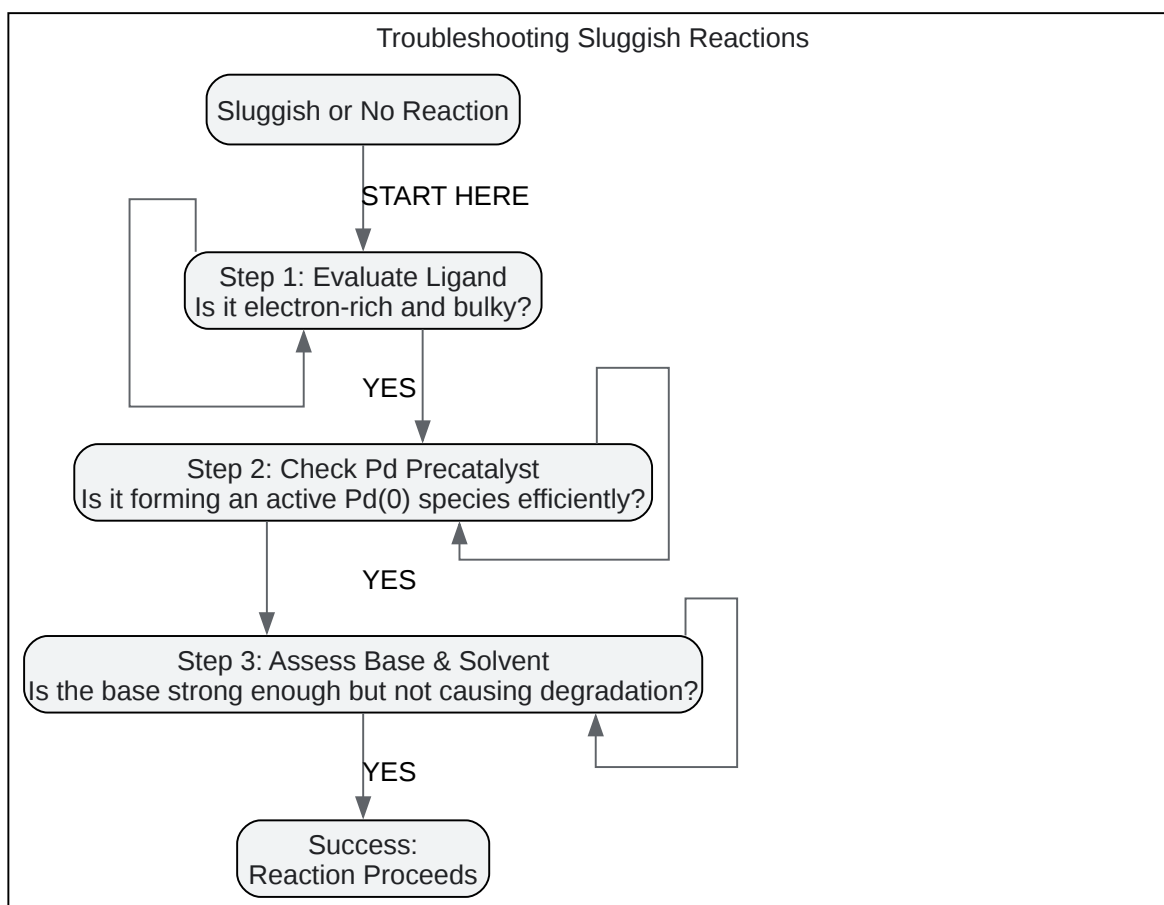 Troubleshooting Sluggish Reactions
Sluggish or No Reaction
START HERE
Step 1: Evaluate Ligand
Is it electron-rich and bulky?
YES
Step 2: Check Pd Precatalyst
Is it forming an active Pd(0) species efficiently?
YES
Step 3: Assess Base & Solvent
Is the base strong enough but not causing degradation?
YES
Success:
Reaction Proceeds